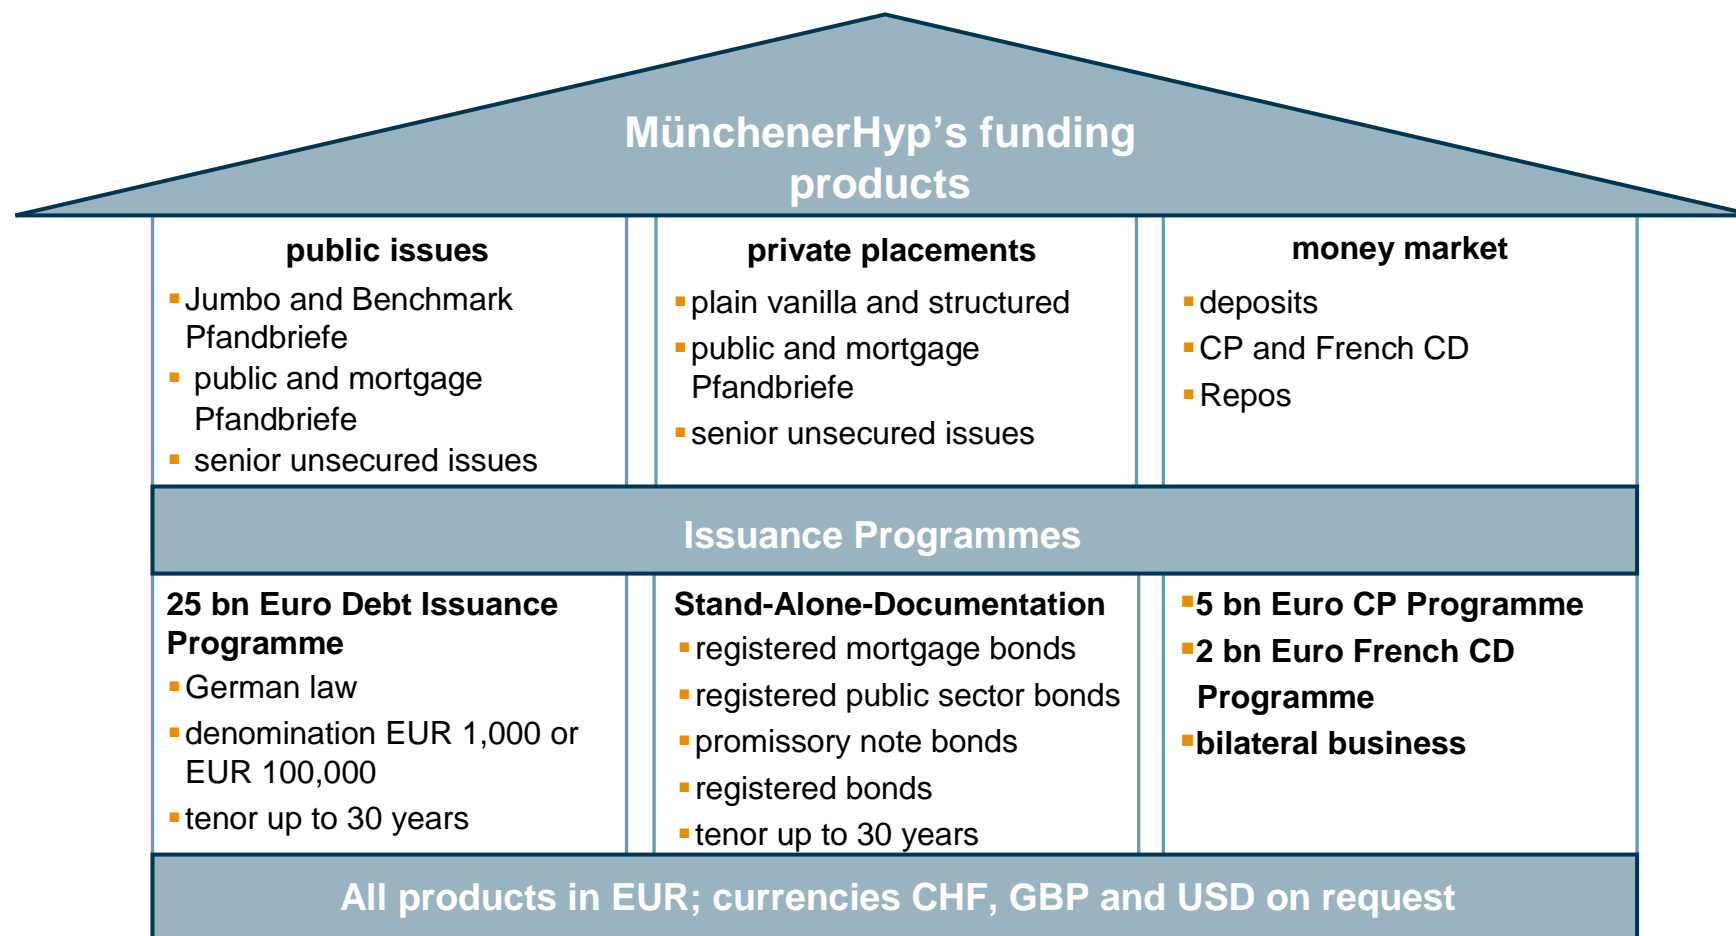 MünchenerHyp’s funding
products
public issues
Jumbo and Benchmark
Pfandbriefe
public and mortgage
Pfandbriefe
senior unsecured issues
private placements
plain vanilla and structured
public and mortgage
Pfandbriefe
senior unsecured issues
money market
deposits
CP and French CD
Repos
Issuance Programmes
25 bn Euro Debt Issuance
Programme
German law
denomination EUR 1,000 or
EUR 100,000
tenor up to 30 years
Stand-Alone-Documentation
registered mortgage bonds
registered public sector bonds
promissory note bonds
registered bonds
tenor up to 30 years
5 bn Euro CP Programme
2 bn Euro French CD
Programme
bilateral business
All products in EUR; currencies CHF, GBP and USD on request